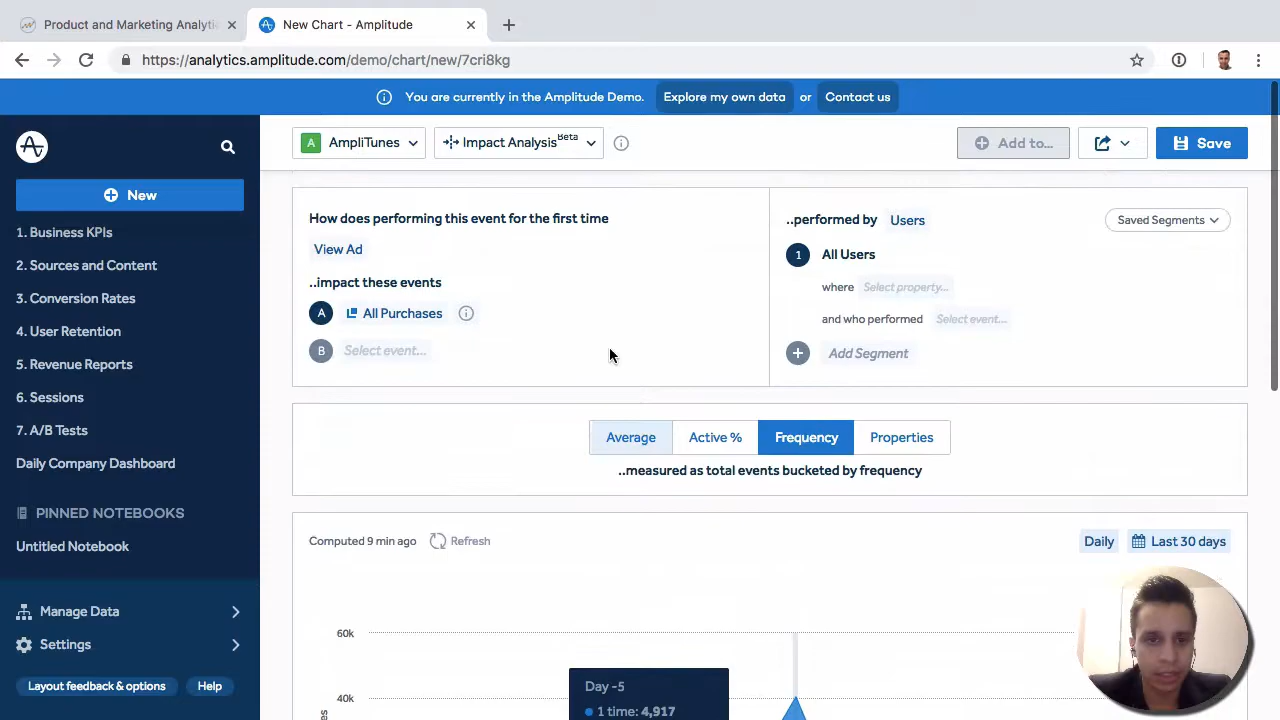 Product and Marketing Analyti
New Chart - Amplitude
https://analytics.amplitude.com/demo/chart/new/7cri8kg
You are currently in the Amplitude Demo. Explore my own data or Contact us
A AmpliTunes
Impact Analysis Beta
Add to...
Save
New
1. Business KPIs
2. Sources and Content
3. Conversion Rates
4. User Retention
5. Revenue Reports
6. Sessions
7. A/B Tests
Daily Company Dashboard
PINNED NOTEBOOKS
Untitled Notebook
Manage Data
Settings
Layout feedback & options
Help
How does performing this event for the first time
View Ad
..impact these events
A All Purchases
B Select event...
..performed by Users
Saved Segments
1 All Users
where Select property...
and who performed Select event...
Add Segment
Average Active % Frequency Properties
..measured as total events bucketed by frequency
Computed 9 min ago Refresh
Daily Last 30 days
60k
40k
Day -5
1 time: 4,917